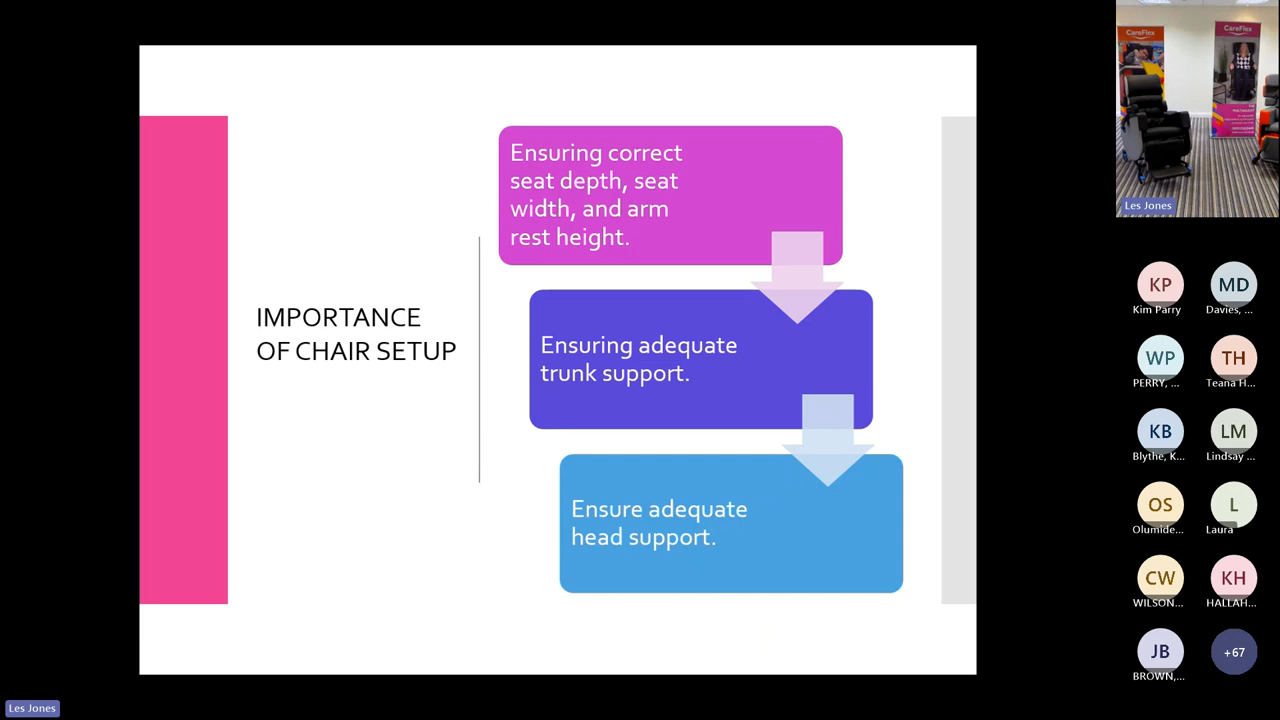 IMPORTANCE
OF CHAIR SETUP
Ensuring correct
seat depth, seat
width, and arm
rest height.
Ensuring adequate
trunk support.
Ensure adequate
head support.
CareFlex
CareFlex
Les Jones
KP
Kim Parry
MD
Davies, ...
WP
PERRY, ...
TH
Teana H...
KB
Blythe, K...
LM
Lindsay ...
OS
Olumide...
L
Laura
CW
WILSON...
KH
HALLAH...
JB
BROWN,...
+67
Les Jones